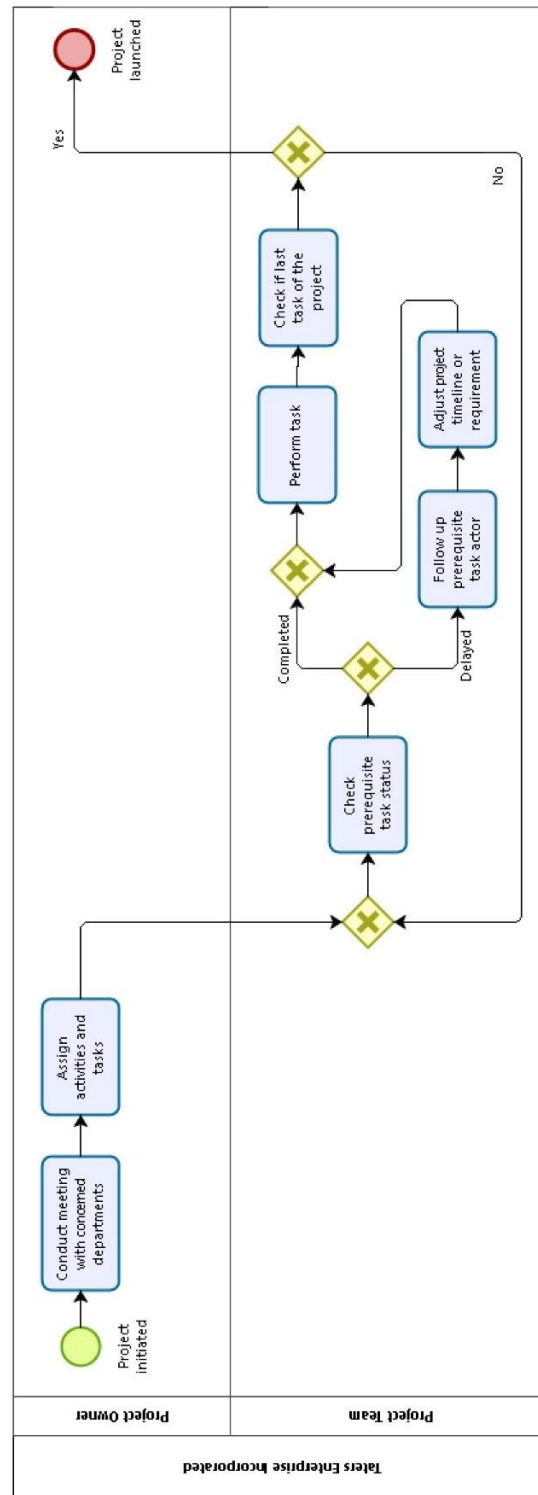 Taters Enterprise Incorporated
Project Owner
Project Team
Project
initiated
Conduct meeting
with concerned
departments
Assign
activities and
tasks
Check
prerequisite
task status
Completed
Delayed
Follow up
prerequisite
task actor
Adjust project
timeline or
requirement
Perform task
Check if last
task of the
project
Yes
No
Project
launched